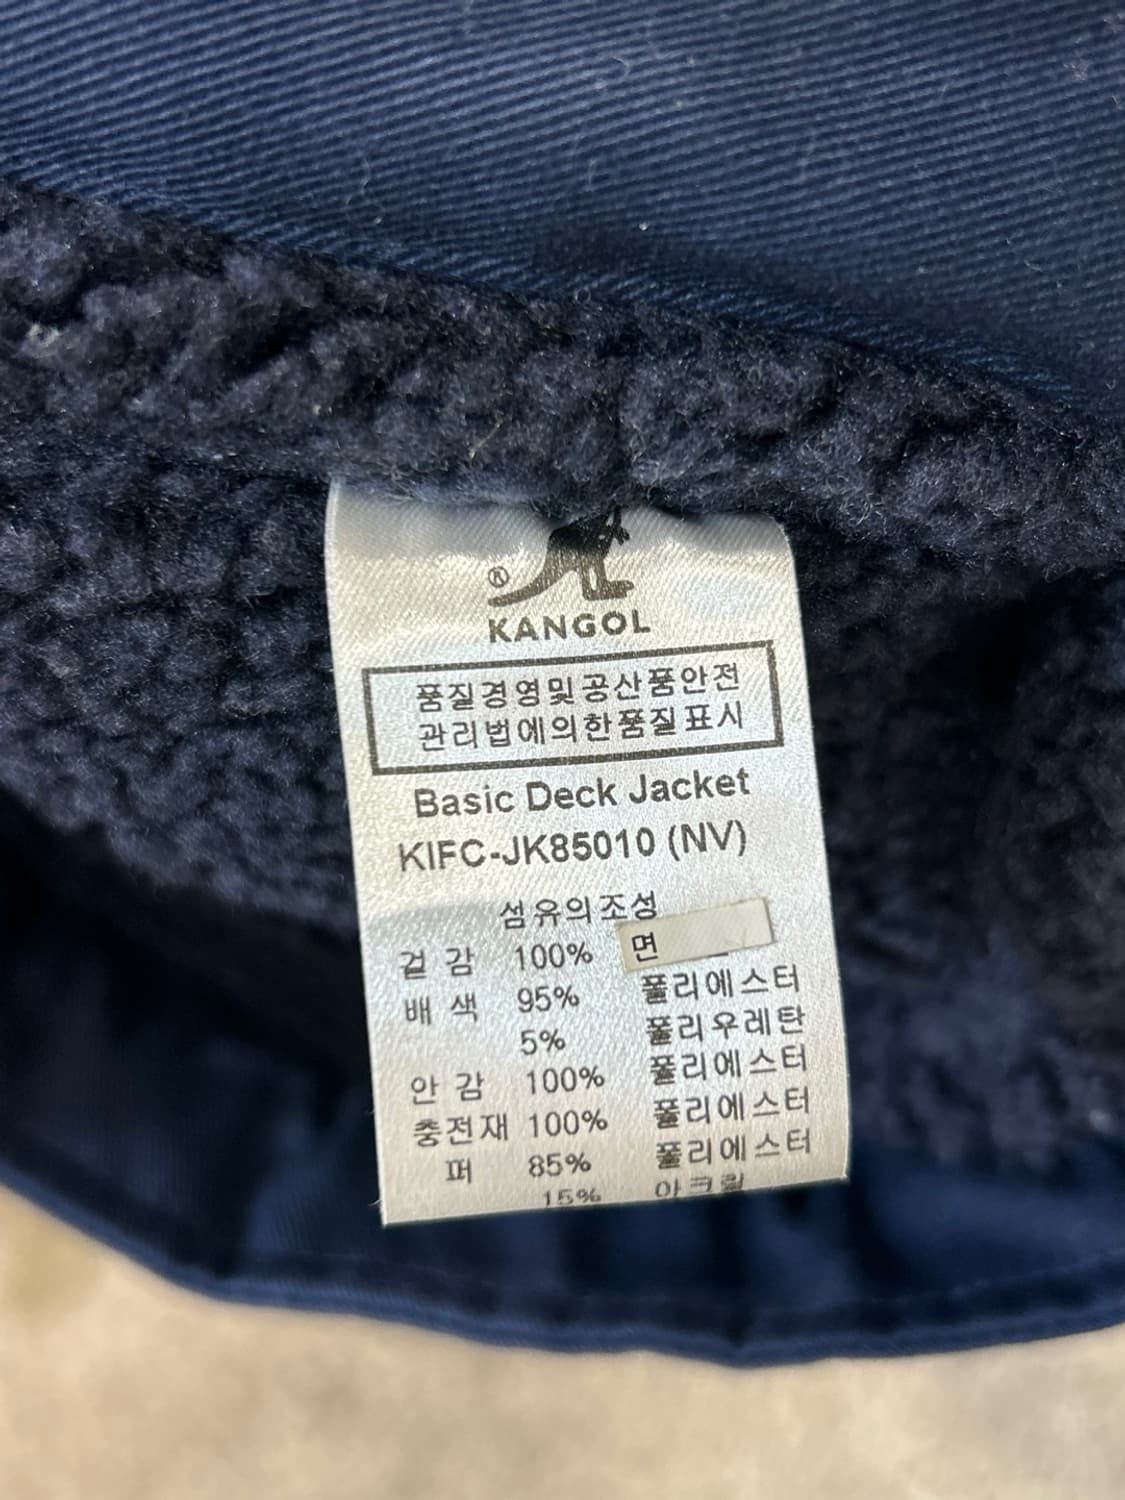 ®
KANGOL
품질경영및공산품안전
관리법에의한품질표시
Basic Deck Jacket
KIFC-JK85010 (NV)
섬유의조성
겉감 100% 면
배색 95% 폴리에스터
5% 폴리우레탄
안감 100% 폴리에스터
충전재 100% 폴리에스터
퍼 85% 폴리에스터
15% 아크릴